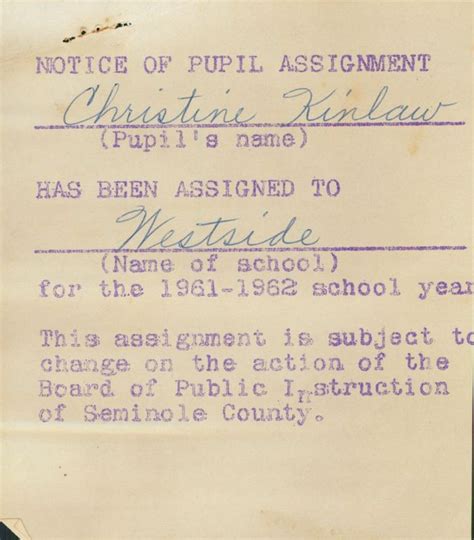 NOTICE OF PUPIL ASSIGNMENT
Christine Kinlaw
(Pupil's name)
HAS BEEN ASSIGNED TO
Westside
(Name of school)
for the 1961-1962 school year
This assignment is subject to
change on the action of the
Board of Public Instruction
of Seminole County.